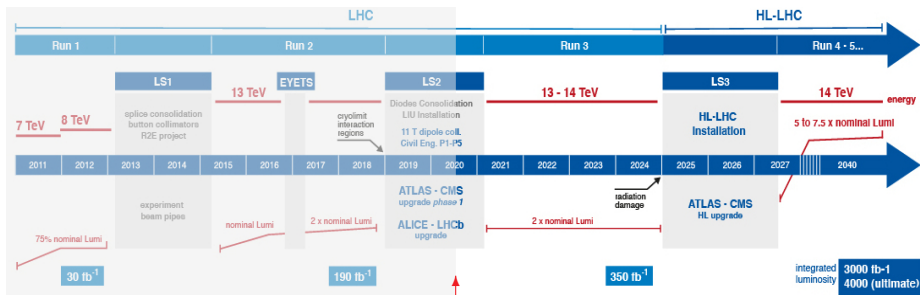 LHC
HL-LHC
Run 1
Run 2
Run 3
Run 4 - 5...
LS1
EYETS
LS2
LS3
13 TeV
13 - 14 TeV
14 TeV
energy
7 TeV
8 TeV
splice consolidation
button collimators
R2E project
cryolimit
interaction
regions
Diodes Consolidation
LIU Installation
11 T dipole coll.
Civil Eng. P1-P5
HL-LHC
Installation
5 to 7.5 x nominal Lumi
2011
2012
2013
2014
2015
2016
2017
2018
2019
2020
2021
2022
2023
2024
2025
2026
2027
2040
radiation
damage
experiment
beam pipes
ATLAS - CMS
upgrade phase 1
ALICE - LHCb
upgrade
ATLAS - CMS
HL upgrade
75% nominal Lumi
nominal Lumi
2 x nominal Lumi
2 x nominal Lumi
30 fb-1
190 fb-1
350 fb-1
integrated
luminosity
3000 fb-1
4000 (ultimate)